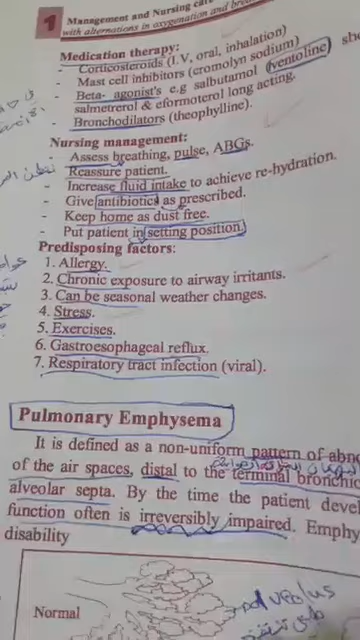 1
Management and Nursing care
with alternations in oxygenation and
Medication therapy:
- Corticosteroids (I.V, oral, inhalation)
- Mast cell inhibitors (cromolyn sodium)
- Beta- agonist's e.g salbutamol (ventoline)
salmetrerol & eformoterol long acting.
- Bronchodilators (theophylline).
Nursing management:
- Assess breathing, pulse, ABGs.
- Reassure patient.
- Increase fluid intake to achieve re-hydration.
- Give antibiotics as prescribed.
- Keep home as dust free.
- Put patient in setting position.
Predisposing factors:
1. Allergy.
2. Chronic exposure to airway irritants.
3. Can be seasonal weather changes.
4. Stress.
5. Exercises.
6. Gastroesophageal reflux.
7. Respiratory tract infection (viral).
Pulmonary Emphysema
It is defined as a non-uniform pattern of abno
of the air spaces, distal to the terminal bronchio
alveolar septa. By the time the patient devel
function often is irreversibly impaired. Emphy
disability
Normal